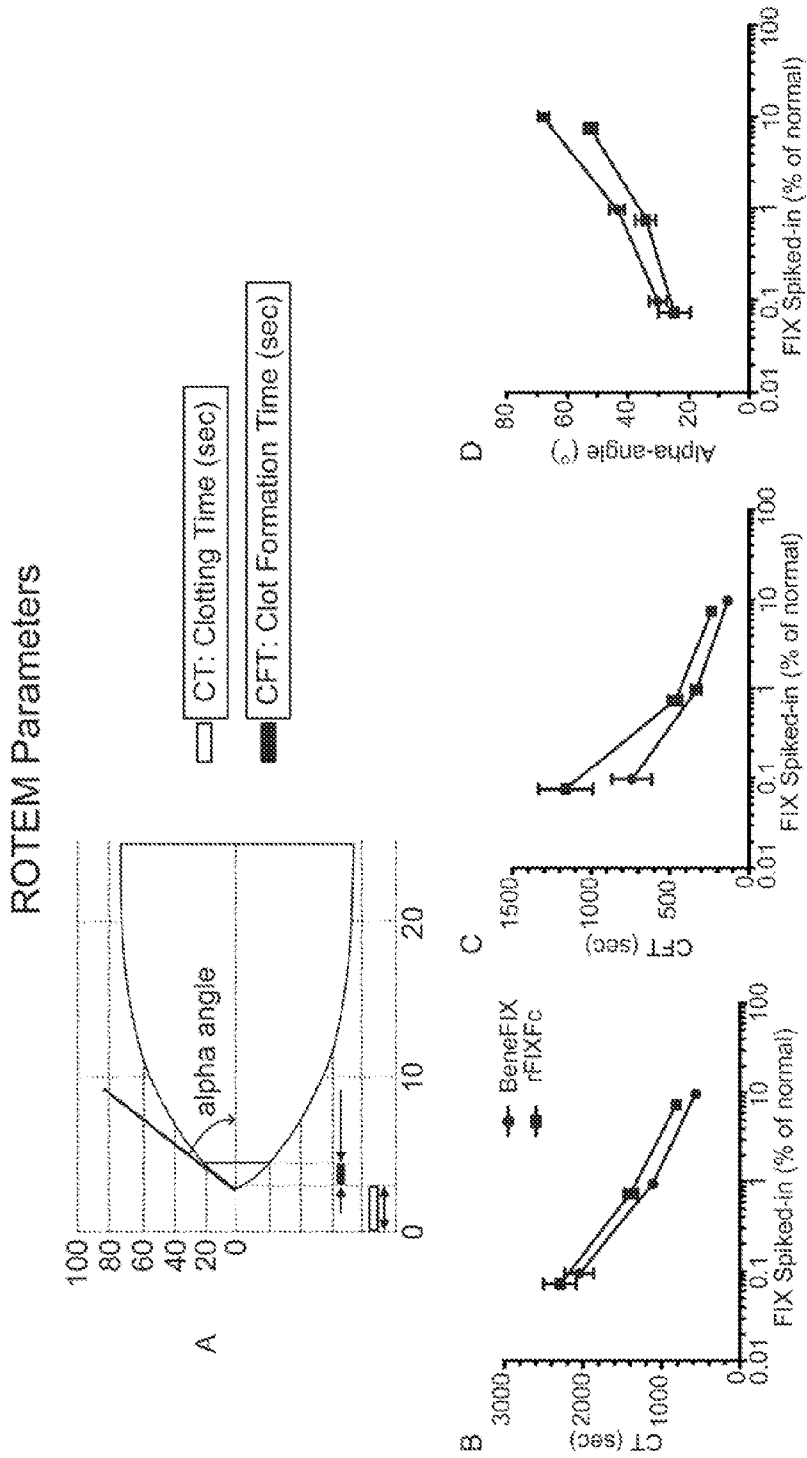 ROTEM Parameters
A
100
80
60
40
20
0
alpha angle
0
10
20
CT: Clotting Time (sec)
CFT: Clot Formation Time (sec)
B
CT (sec)
3000
2000
1000
0
0.01
0.1
1
10
100
FIX Spiked-in (% of normal)
BeneFIX
rFIXFc
C
CFT (sec)
1500
1000
500
0
0.01
0.1
1
10
100
FIX Spiked-in (% of normal)
D
Alpha-angle (°)
80
60
40
20
0
0.01
0.1
1
10
100
FIX Spiked-in (% of normal)